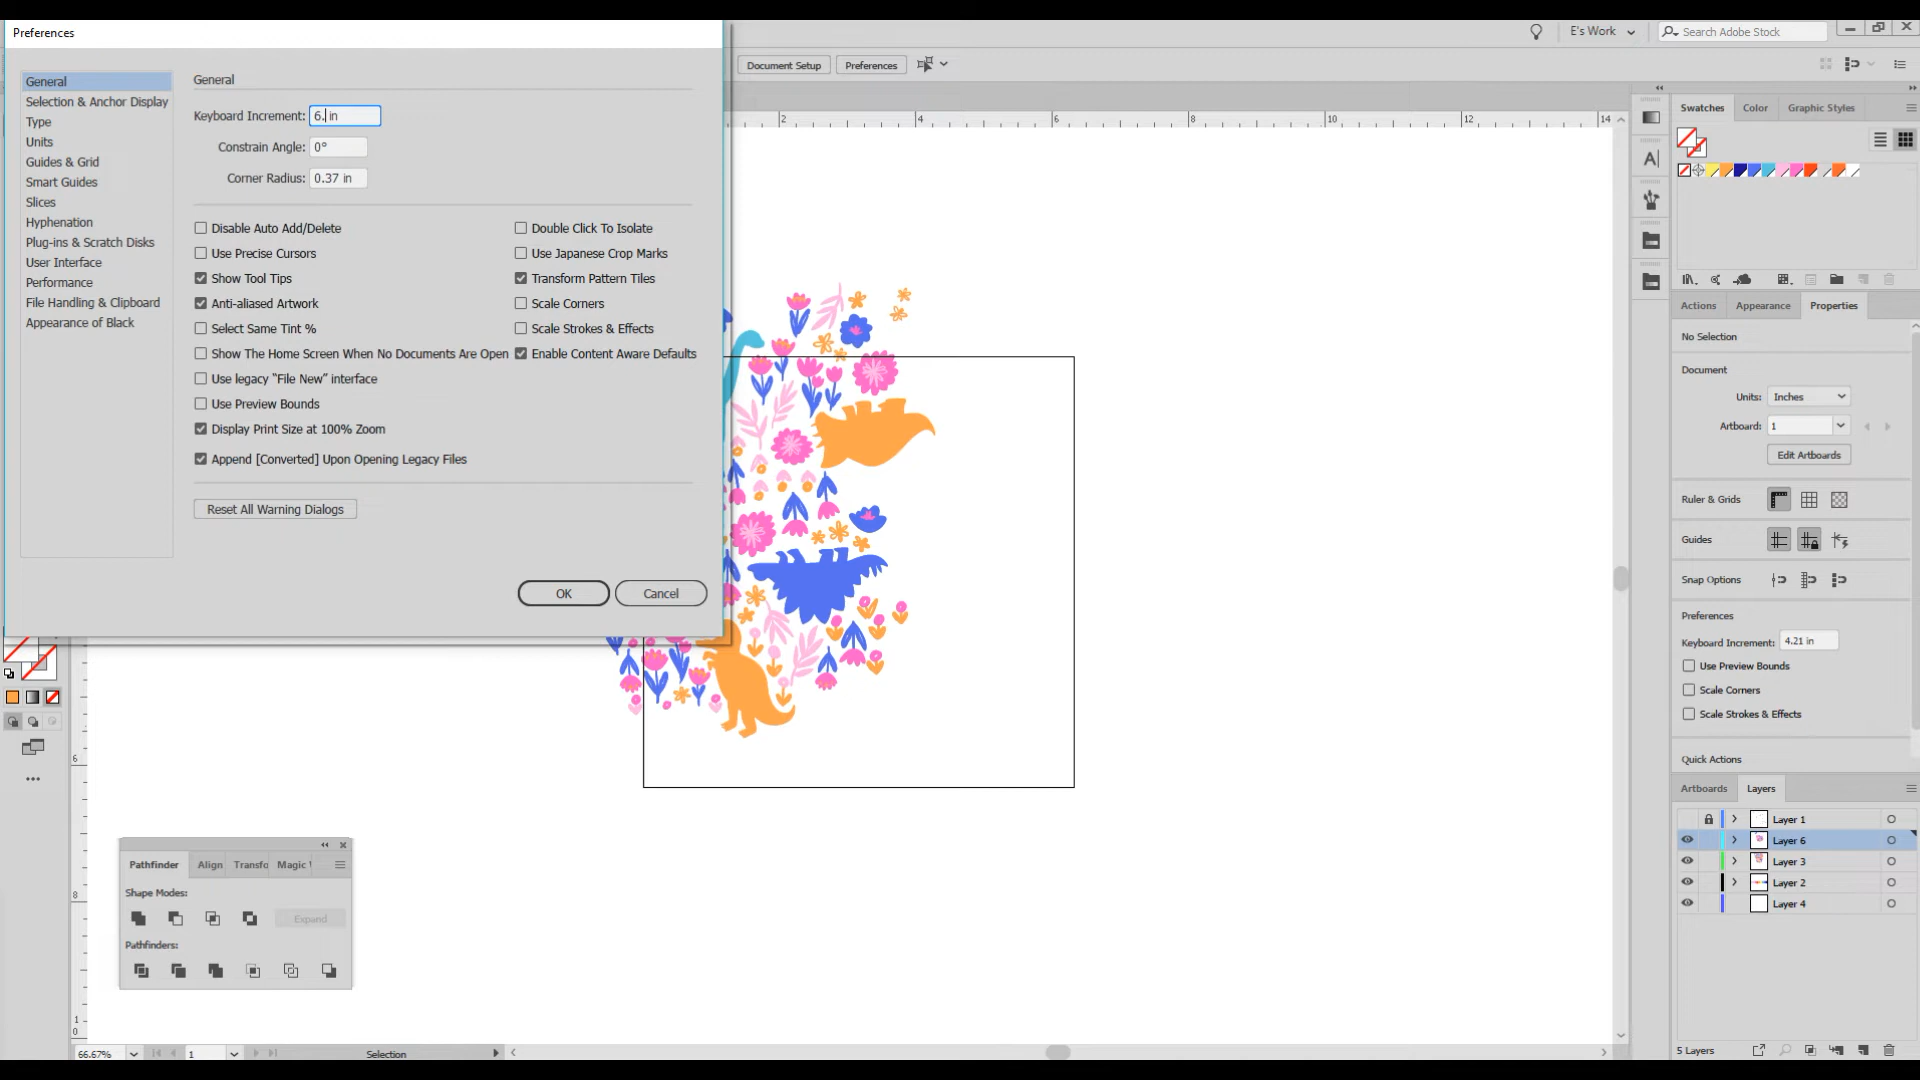 Preferences
E's Work
Search Adobe Stock
Document Setup
Preferences
General
Selection & Anchor Display
Type
Units
Guides & Grid
Smart Guides
Slices
Hyphenation
Plug-ins & Scratch Disks
User Interface
Performance
File Handling & Clipboard
Appearance of Black
General
Keyboard Increment: 6. in
Constrain Angle: 0°
Corner Radius: 0.37 in
Disable Auto Add/Delete
Double Click To Isolate
Use Precise Cursors
Use Japanese Crop Marks
Show Tool Tips
Transform Pattern Tiles
Anti-aliased Artwork
Scale Corners
Select Same Tint %
Scale Strokes & Effects
Show The Home Screen When No Documents Are Open
Enable Content Aware Defaults
Use legacy “File New” interface
Use Preview Bounds
Display Print Size at 100% Zoom
Append [Converted] Upon Opening Legacy Files
Reset All Warning Dialogs
OK
Cancel
2 4 6 8 10 12 14
6
8
1
0
Pathfinder Align Transfo Magic
Shape Modes:
Expand
Pathfinders:
66.67%
1
Selection
Swatches Color Graphic Styles
Actions Appearance Properties
No Selection
Document
Units: Inches
Artboard: 1
Edit Artboards
Ruler & Grids
Guides
Snap Options
Preferences
Keyboard Increment: 4.21 in
Use Preview Bounds
Scale Corners
Scale Strokes & Effects
Quick Actions
Artboards Layers
Layer 1
Layer 6
Layer 3
Layer 2
Layer 4
5 Layers